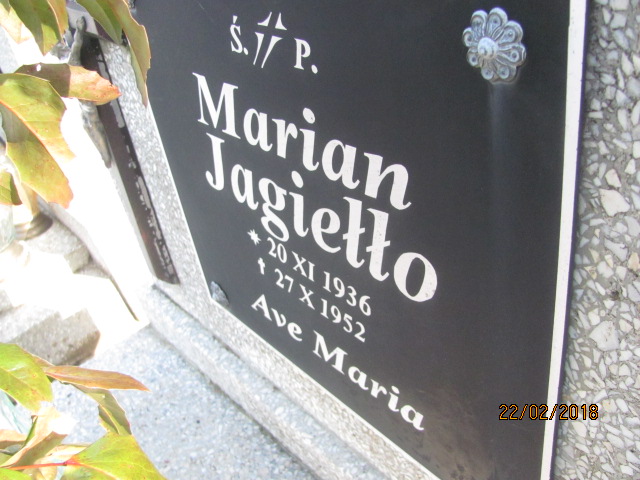 Ś. P.
Marian
Jagiełło
* 20 XI 1936
† 27 X 1952
Ave Maria
22/02/2018